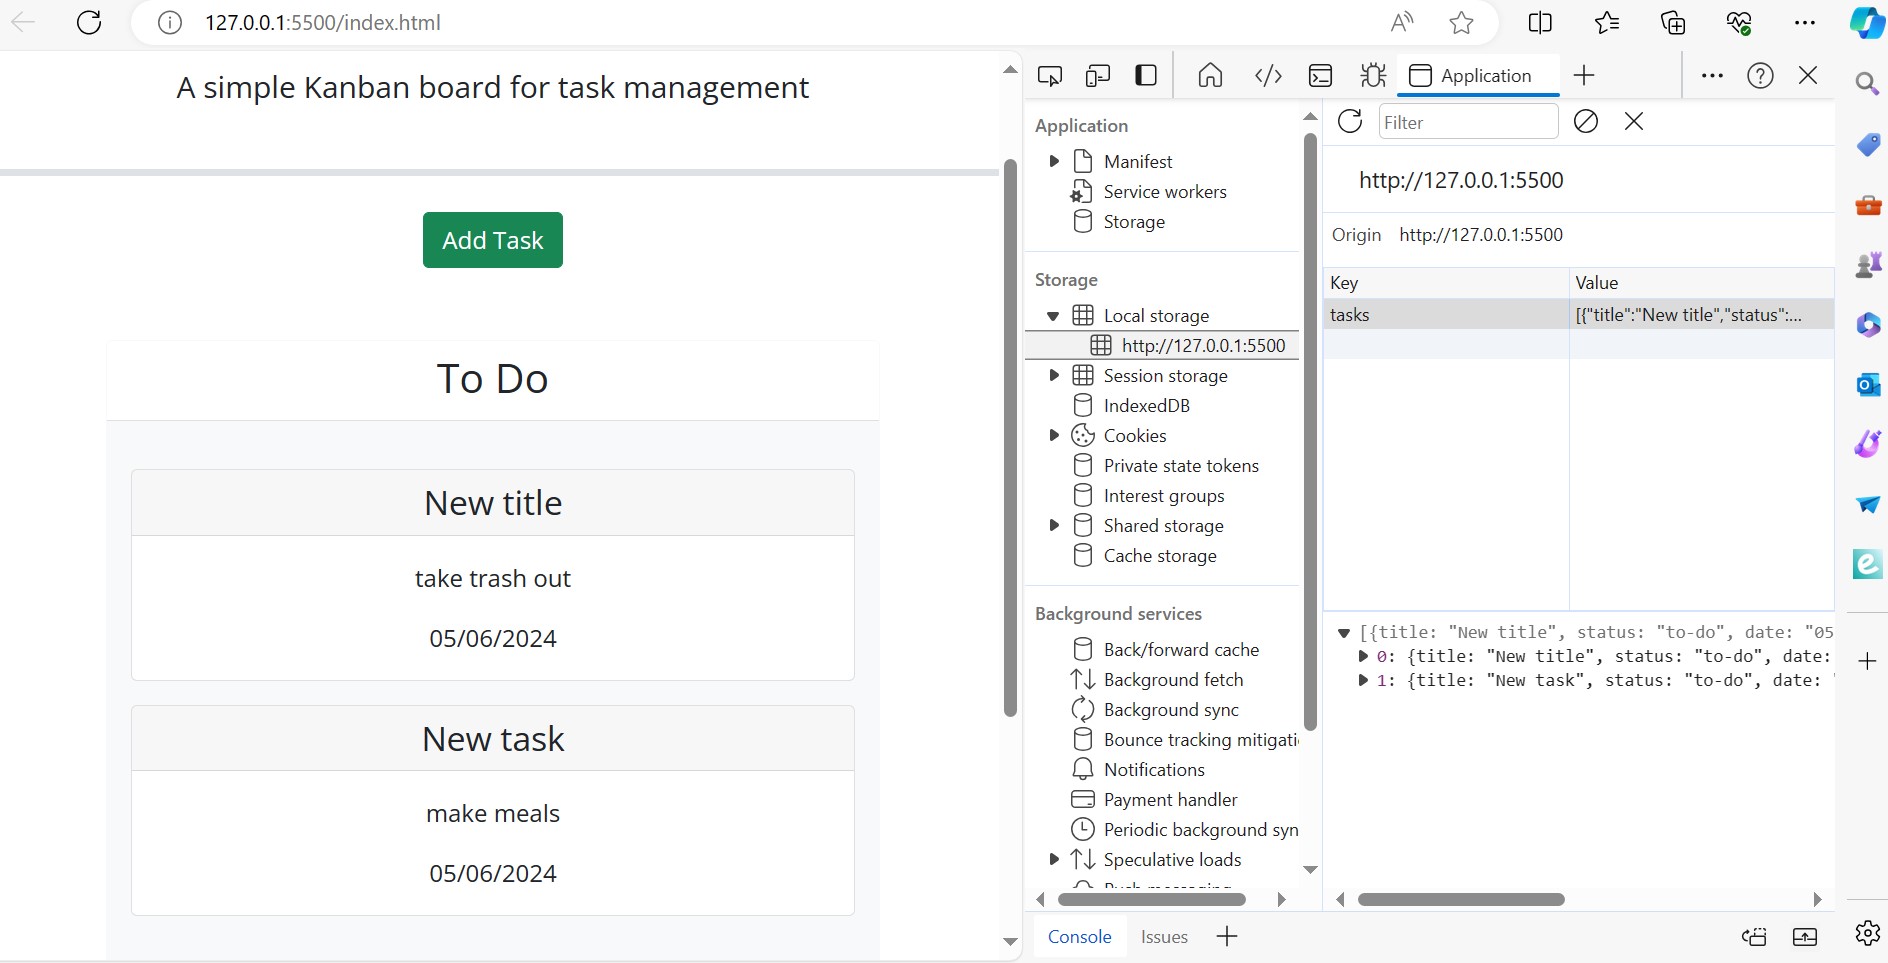 127.0.0.1:5500/index.html
A simple Kanban board for task management
Add Task
To Do
New title
take trash out
05/06/2024
New task
make meals
05/06/2024
Application
Application
Manifest
Service workers
Storage
Storage
Local storage
http://127.0.0.1:5500
Session storage
IndexedDB
Cookies
Private state tokens
Interest groups
Shared storage
Cache storage
Background services
Back/forward cache
Background fetch
Background sync
Bounce tracking mitigati
Notifications
Payment handler
Periodic background syn
Speculative loads
Push messaging
Filter
http://127.0.0.1:5500
Origin http://127.0.0.1:5500
Key Value
tasks [{"title":"New title","status":...
[{title: "New title", status: "to-do", date: "05
0: {title: "New title", status: "to-do", date:
1: {title: "New task", status: "to-do", date: "
Console Issues